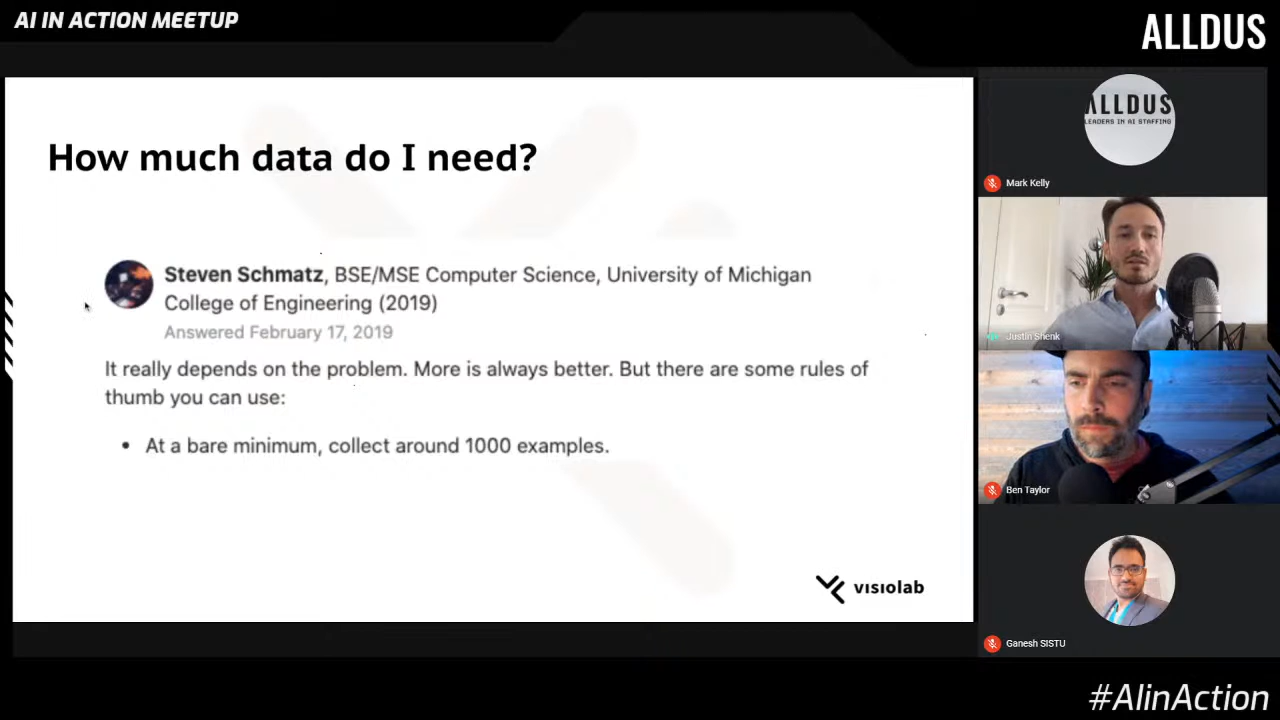 AI IN ACTION MEETUP
ALLDUS
How much data do I need?
Steven Schmatz, BSE/MSE Computer Science, University of Michigan
College of Engineering (2019)
Answered February 17, 2019
It really depends on the problem. More is always better. But there are some rules of
thumb you can use:
• At a bare minimum, collect around 1000 examples.
visiolab
ALLDUS
LEADERS IN AI STAFFING
Mark Kelly
Justin Shenk
Ben Taylor
Ganesh SISTU
#AIinAction